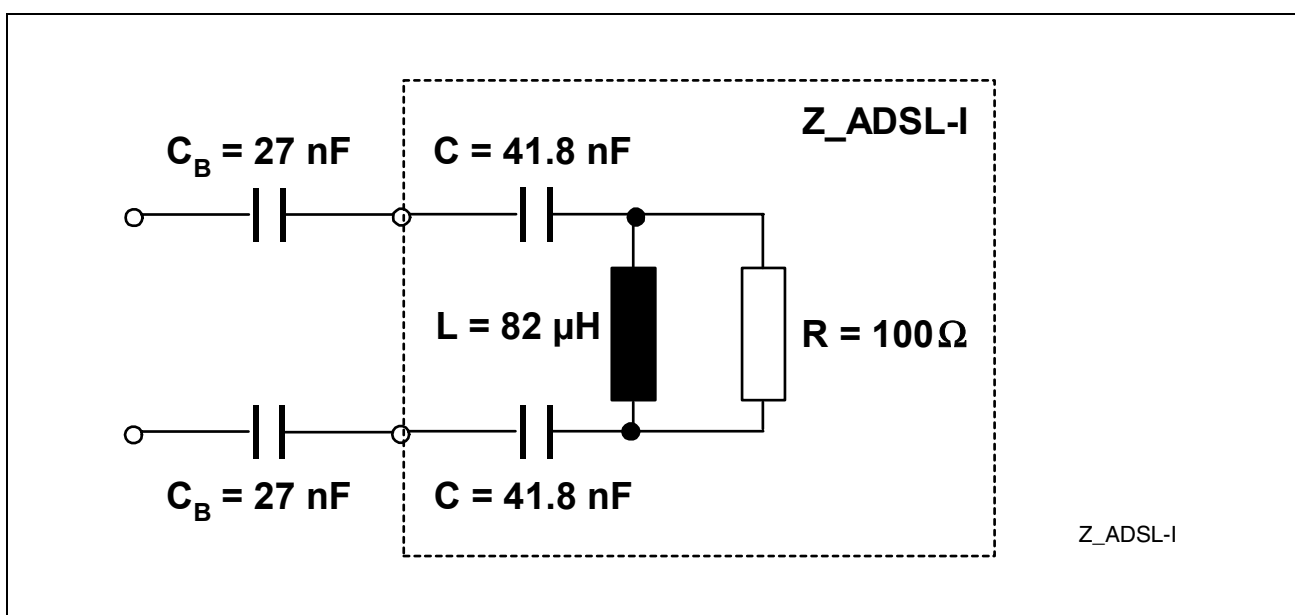 Z_ADSL-I
C_B = 27 nF
C = 41.8 nF
L = 82 µH
R = 100Ω
C_B = 27 nF
C = 41.8 nF
Z_ADSL-I